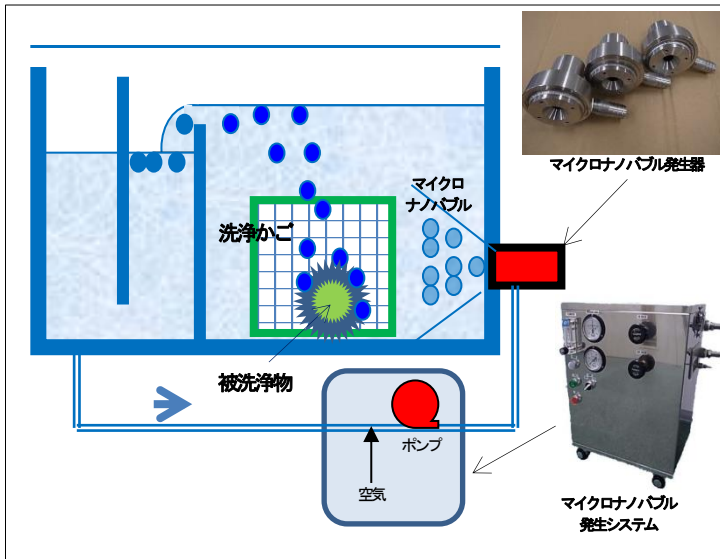 マイクロナノバブル発生器
マイクロ
ナノバブル
洗浄かご
被洗浄物
ポンプ
空気
マイクロナノバブル
発生システム